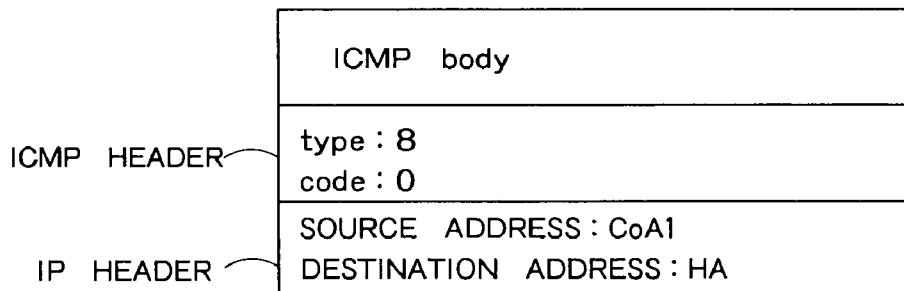 ICMP body
ICMP HEADER
type : 8
code : 0
SOURCE ADDRESS : CoA1
IP HEADER
DESTINATION ADDRESS : HA